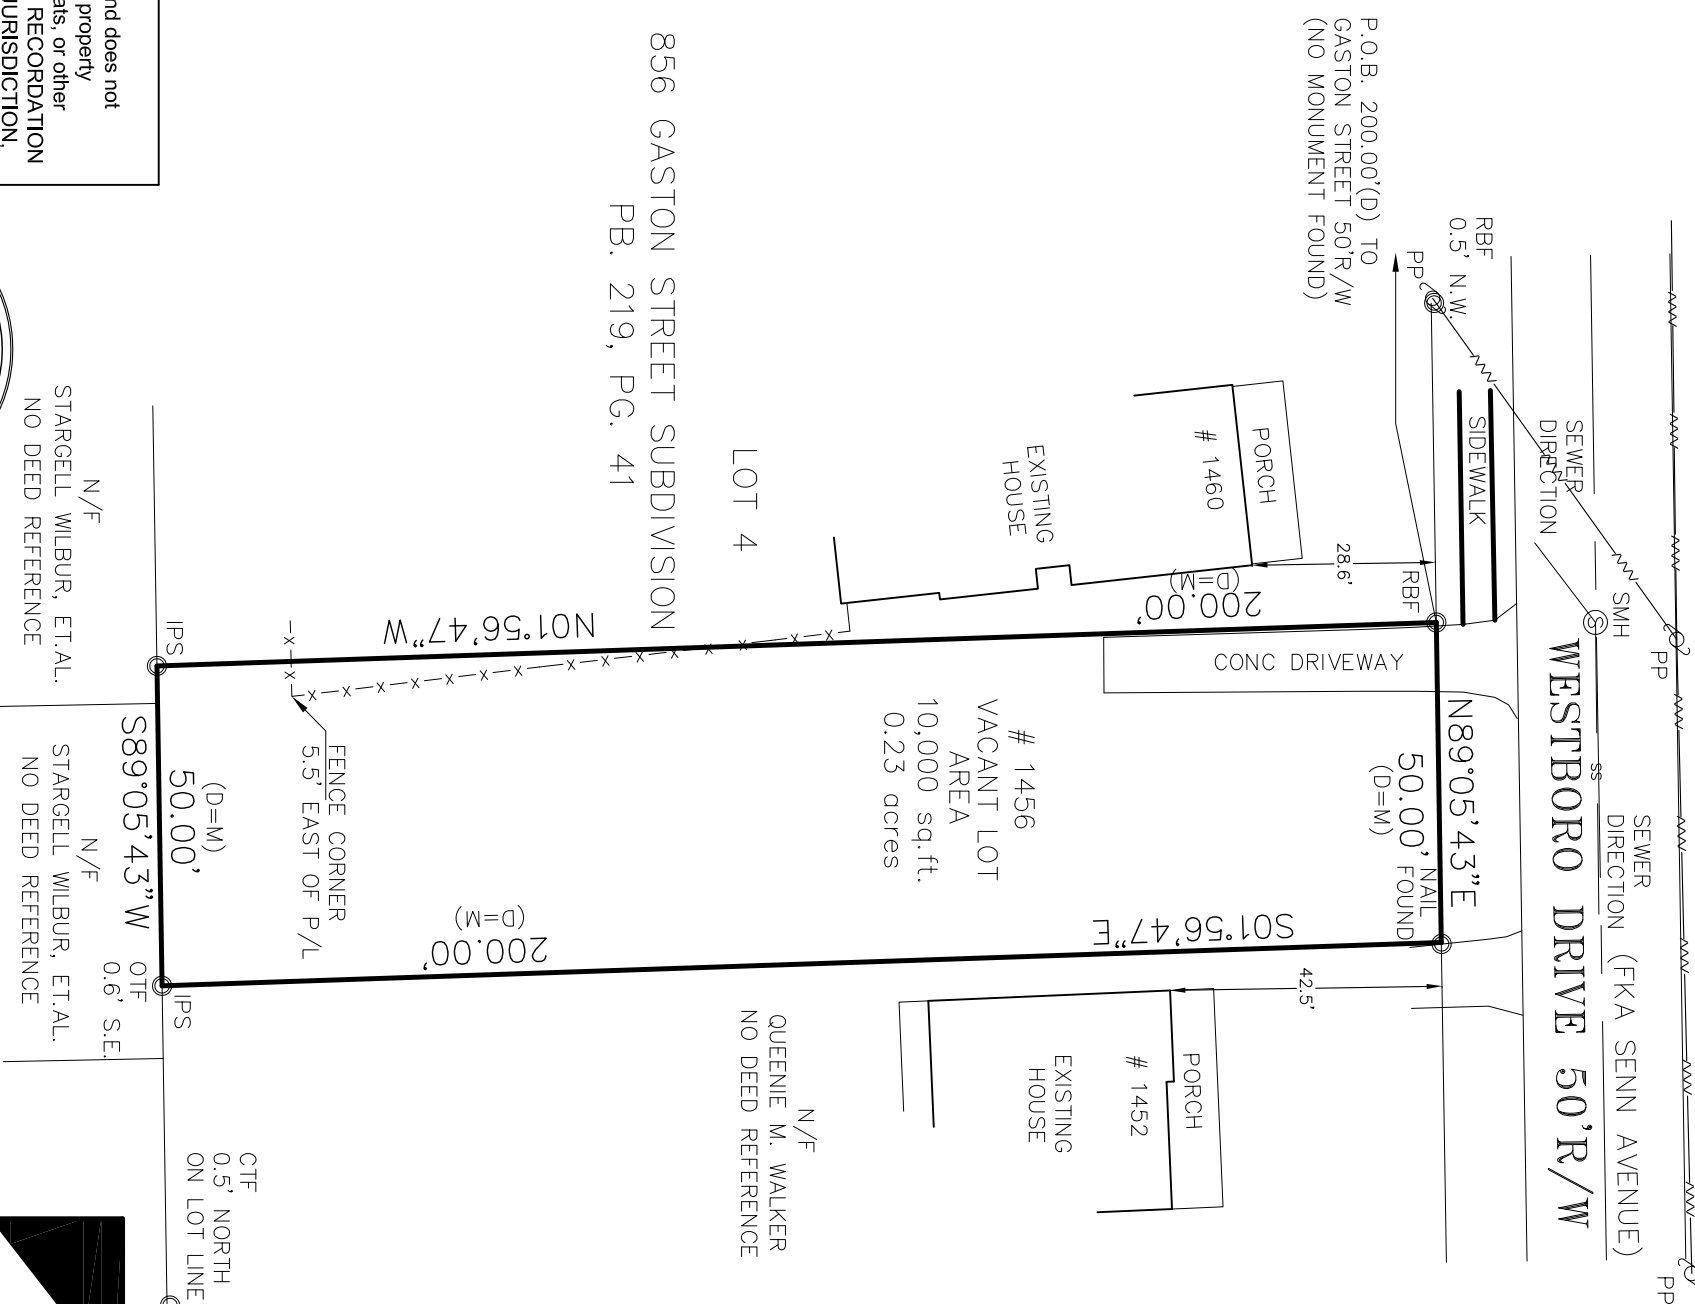 WESTBORO DRIVE 50'R/W
(FKA SENN AVENUE)
SEWER
DIRECTION
SEWER
DIRECTION
SS
SMH
S
PP
PP
PP
RBF
0.5' N.W.
SIDEWALK
P.O.B. 200.00'(D) TO
GASTON STREET 50'R/W
(NO MONUMENT FOUND)
RBF
28.6'
N89°05'43"E
50.00'
(D=M)
NAIL
FOUND
42.5'
CONC DRIVEWAY
PORCH
# 1460
EXISTING
HOUSE
PORCH
# 1452
EXISTING
HOUSE
200.00'
(D=M)
N01°56'47"W
S01°56'47"E
200.00'
(D=M)
# 1456
VACANT LOT
AREA
10,000 sq.ft.
0.23 acres
LOT 4
856 GASTON STREET SUBDIVISION
PB. 219, PG. 41
N/F
QUEENIE M. WALKER
NO DEED REFERENCE
FENCE CORNER
5.5' EAST OF P/L
IPS
IPS
(D=M)
50.00'
S89°05'43"W
OTF
0.6' S.E.
CTF
0.5' NORTH
ON LOT LINE
N/F
STARGELL WILBUR, ET.AL.
NO DEED REFERENCE
N/F
STARGELL WILBUR, ET.AL.
NO DEED REFERENCE
nd does not
property
ats, or other
RECORDATION
JURISDICTION,